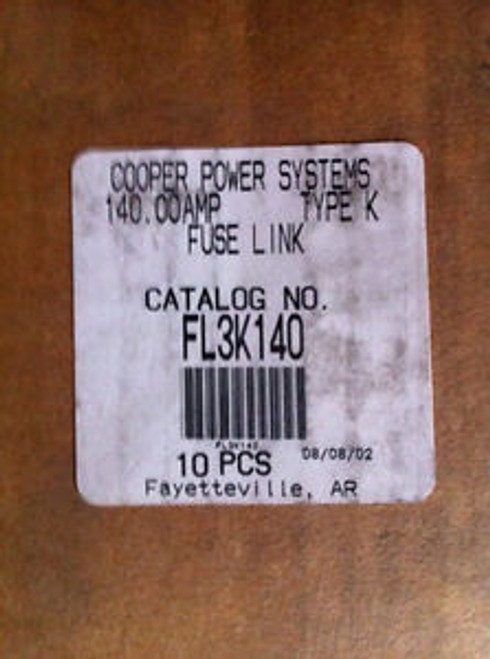 COOPER POWER SYSTEMS
140.00AMP TYPE K
FUSE LINK
CATALOG NO.
FL3K140
FL3K140
10 PCS 08/08/02
Fayetteville, AR